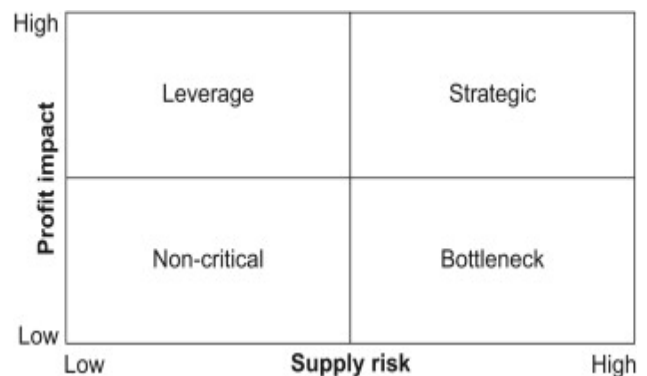 High
Leverage
Strategic
Profit impact
Non-critical
Bottleneck
Low
Low
Supply risk
High